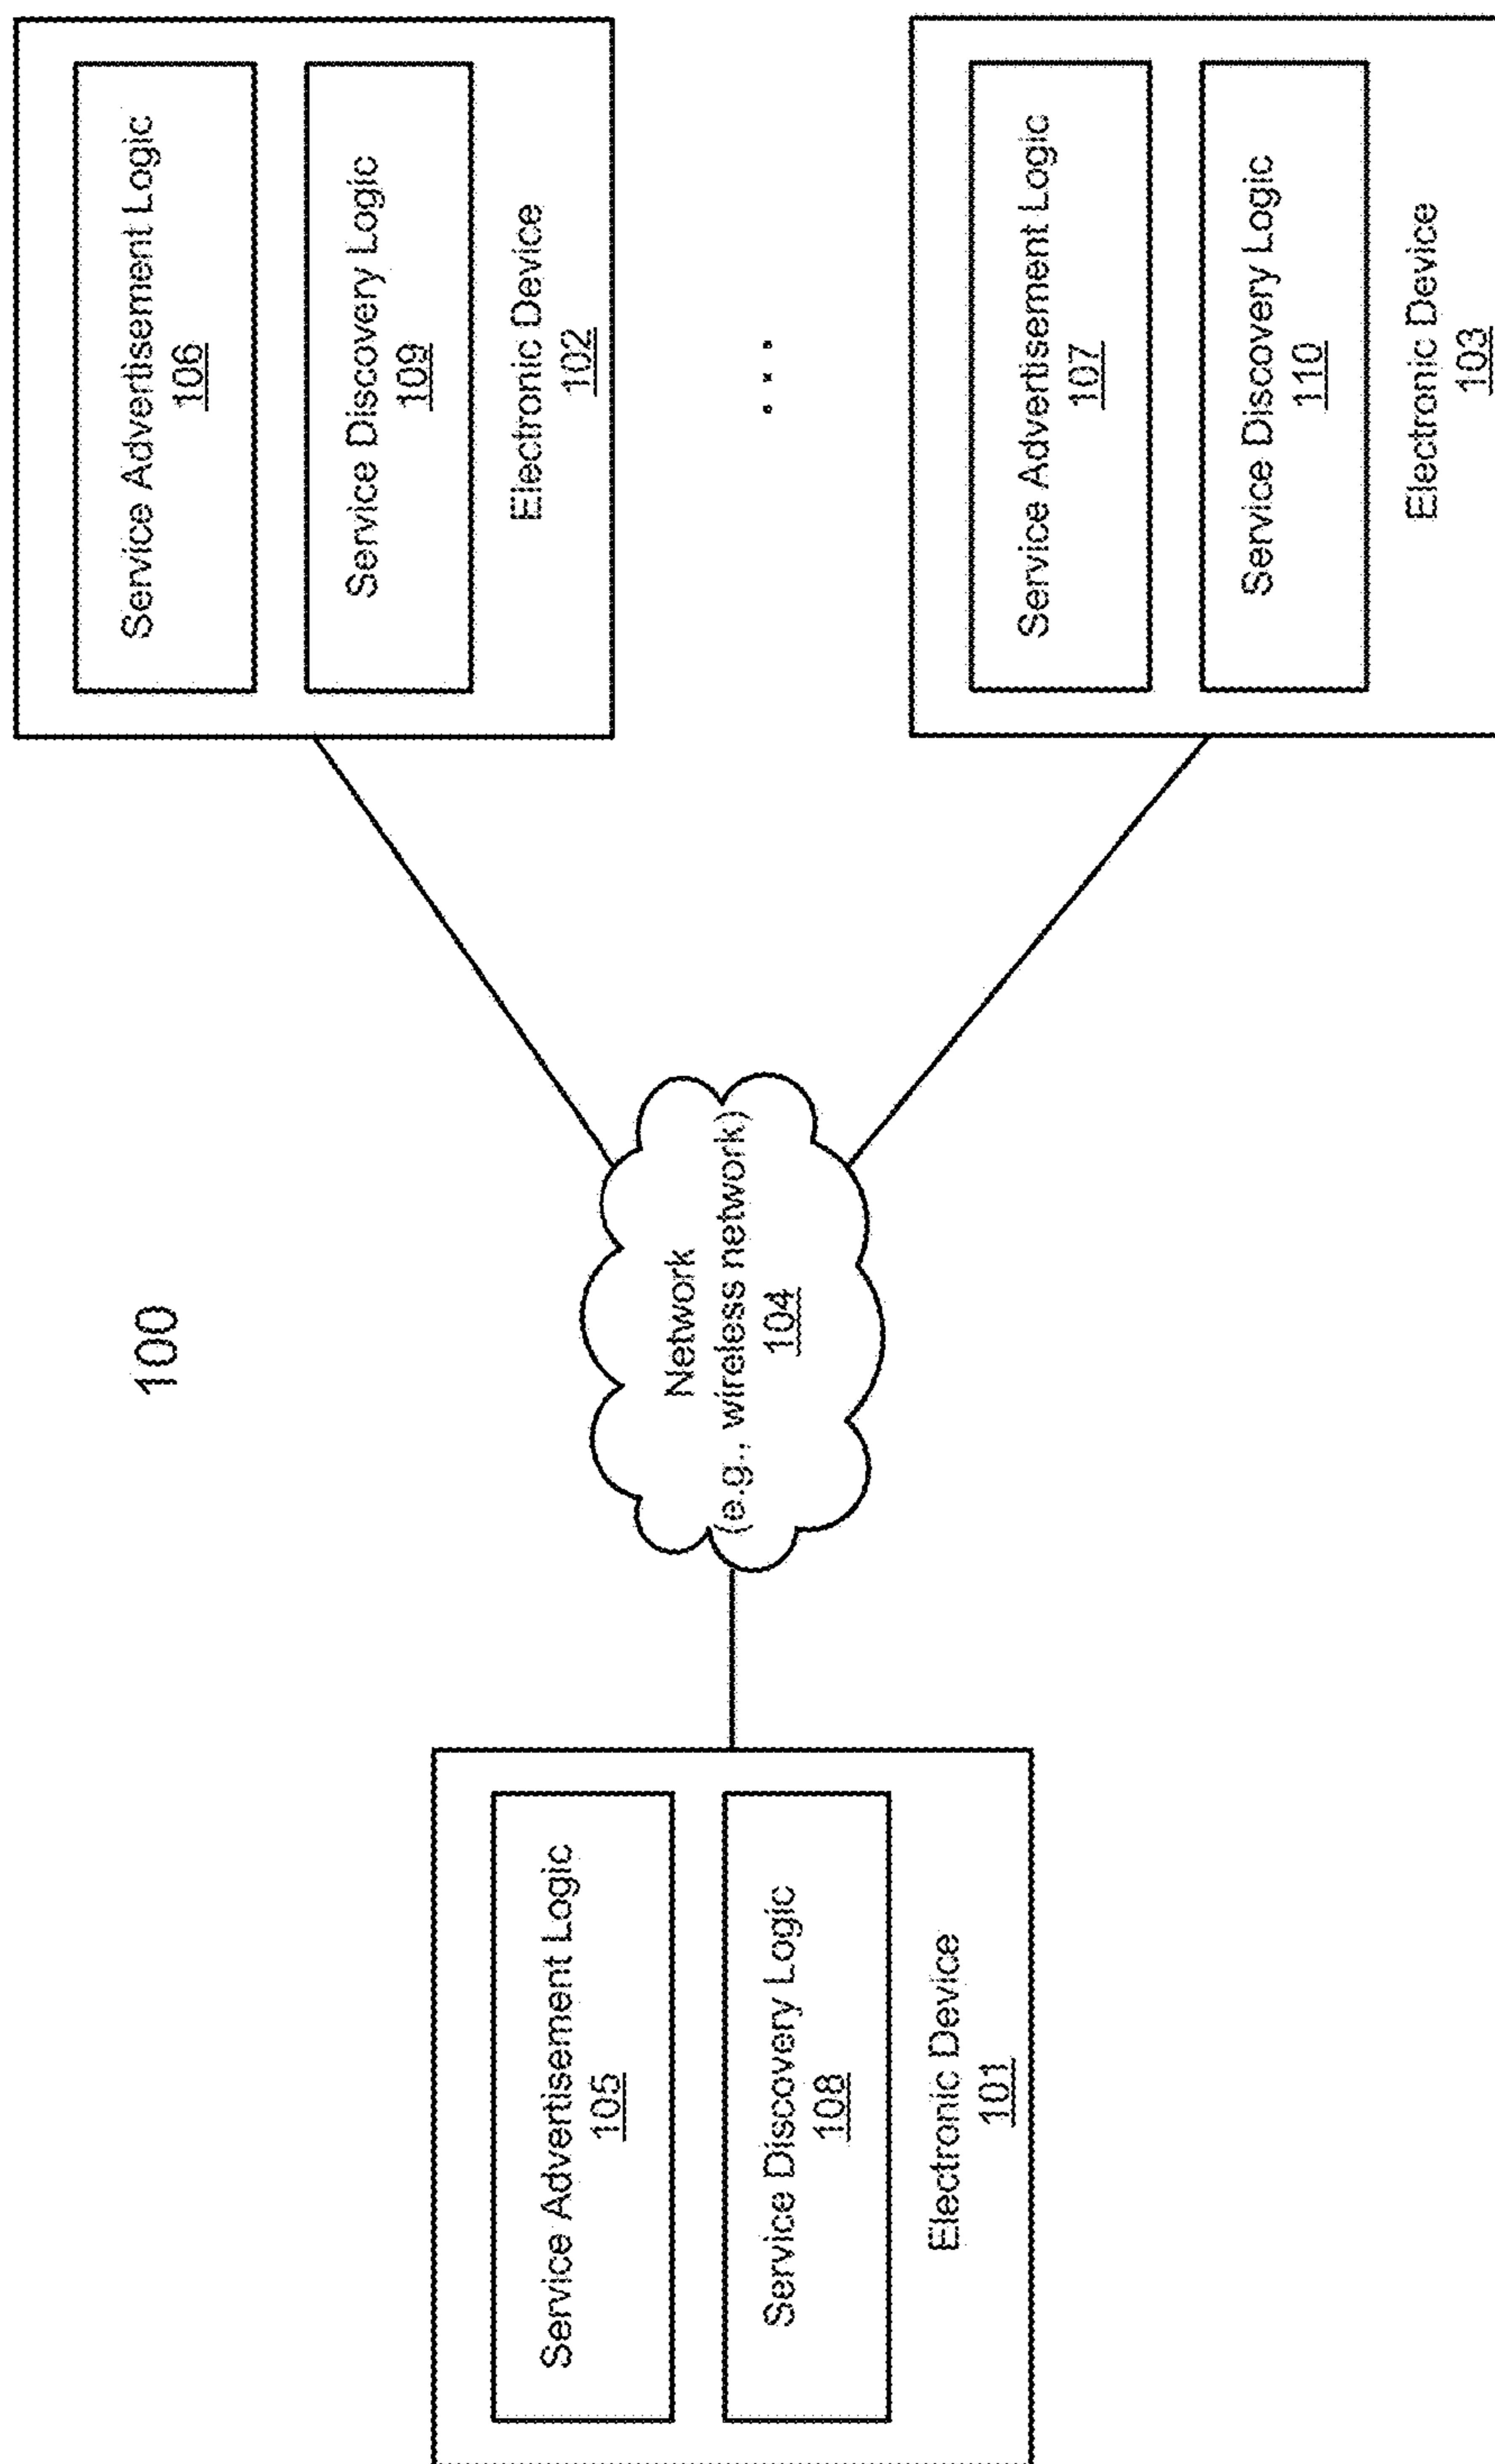 100
Service Advertisement Logic
105
Service Discovery Logic
108
Electronic Device
101
Network
(e.g., wireless network)
104
Service Advertisement Logic
106
Service Discovery Logic
109
Electronic Device
102
...
Service Advertisement Logic
107
Service Discovery Logic
110
Electronic Device
103